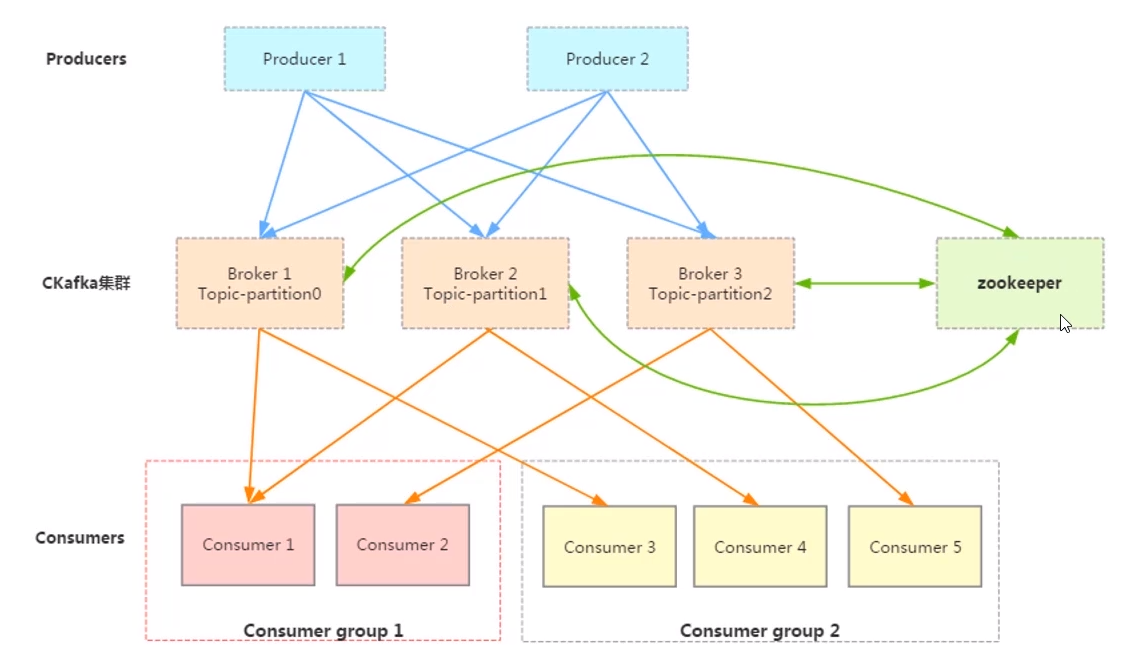 Producers
Producer 1
Producer 2
CKafka集群
Broker 1
Topic-partition0
Broker 2
Topic-partition1
Broker 3
Topic-partition2
zookeeper
Consumers
Consumer 1
Consumer 2
Consumer 3
Consumer 4
Consumer 5
Consumer group 1
Consumer group 2